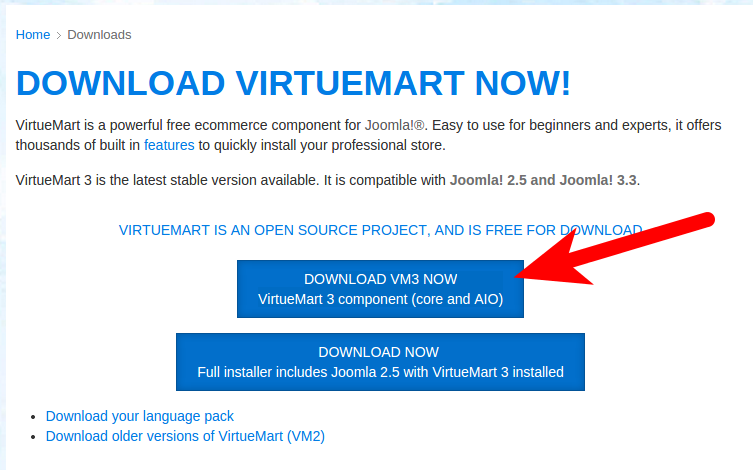 Home > Downloads
DOWNLOAD VIRTUEMART NOW!
VirtueMart is a powerful free ecommerce component for Joomla!®. Easy to use for beginners and experts, it offers
thousands of built in features to quickly install your professional store.
VirtueMart 3 is the latest stable version available. It is compatible with Joomla! 2.5 and Joomla! 3.3.
VIRTUEMART IS AN OPEN SOURCE PROJECT, AND IS FREE FOR DOWNLOAD
DOWNLOAD VM3 NOW
VirtueMart 3 component (core and AIO)
DOWNLOAD NOW
Full installer includes Joomla 2.5 with VirtueMart 3 installed
• Download your language pack
• Download older versions of VirtueMart (VM2)